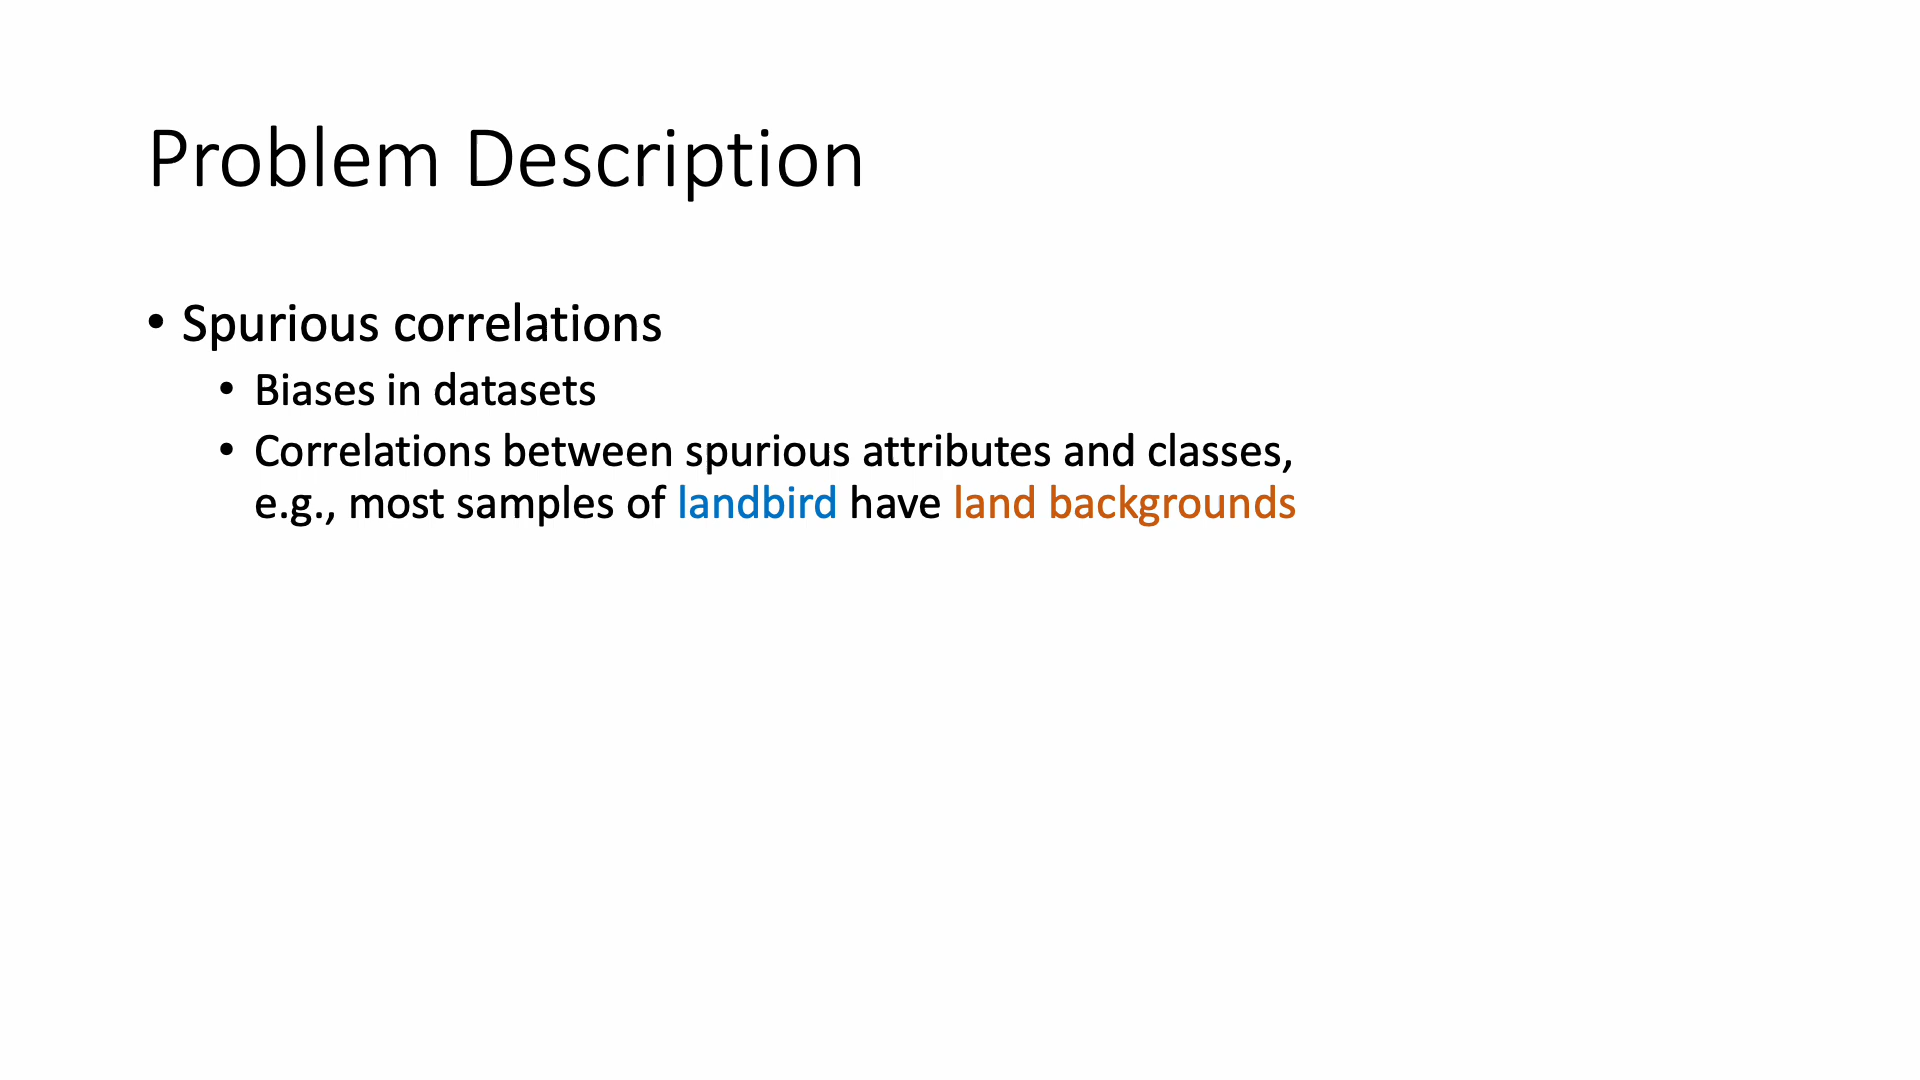 Problem Description
• Spurious correlations
• Biases in datasets
• Correlations between spurious attributes and classes,
e.g., most samples of landbird have land backgrounds